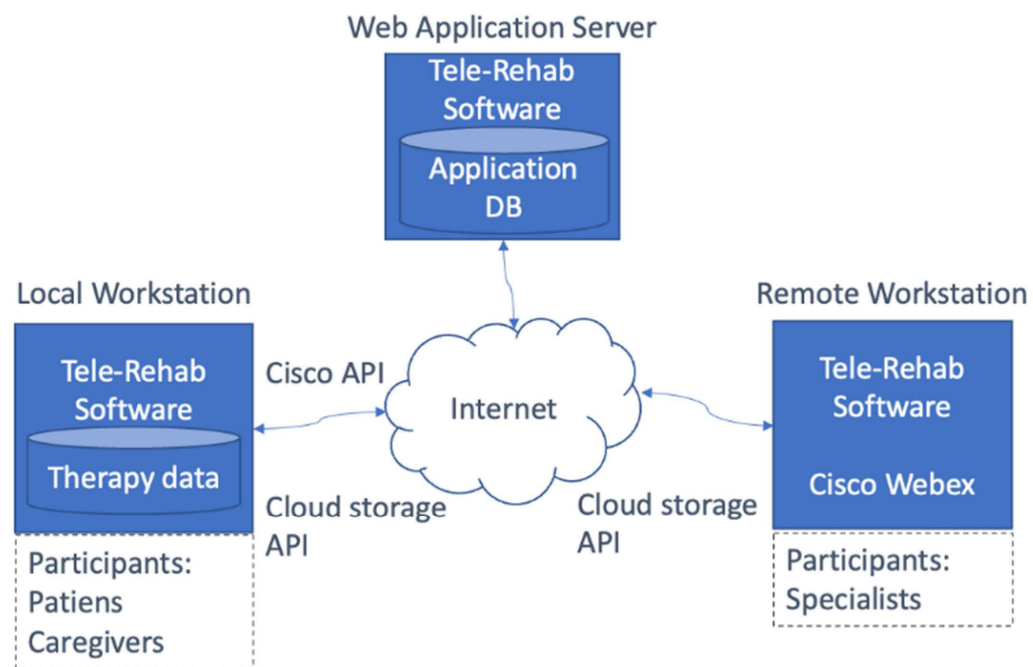 Web Application Server
Tele-Rehab
Software
Application
DB
Local Workstation
Tele-Rehab
Software
Therapy data
Participants:
Patiens
Caregivers
Cisco API
Cloud storage
API
Internet
Cloud storage
API
Remote Workstation
Tele-Rehab
Software
Cisco Webex
Participants:
Specialists